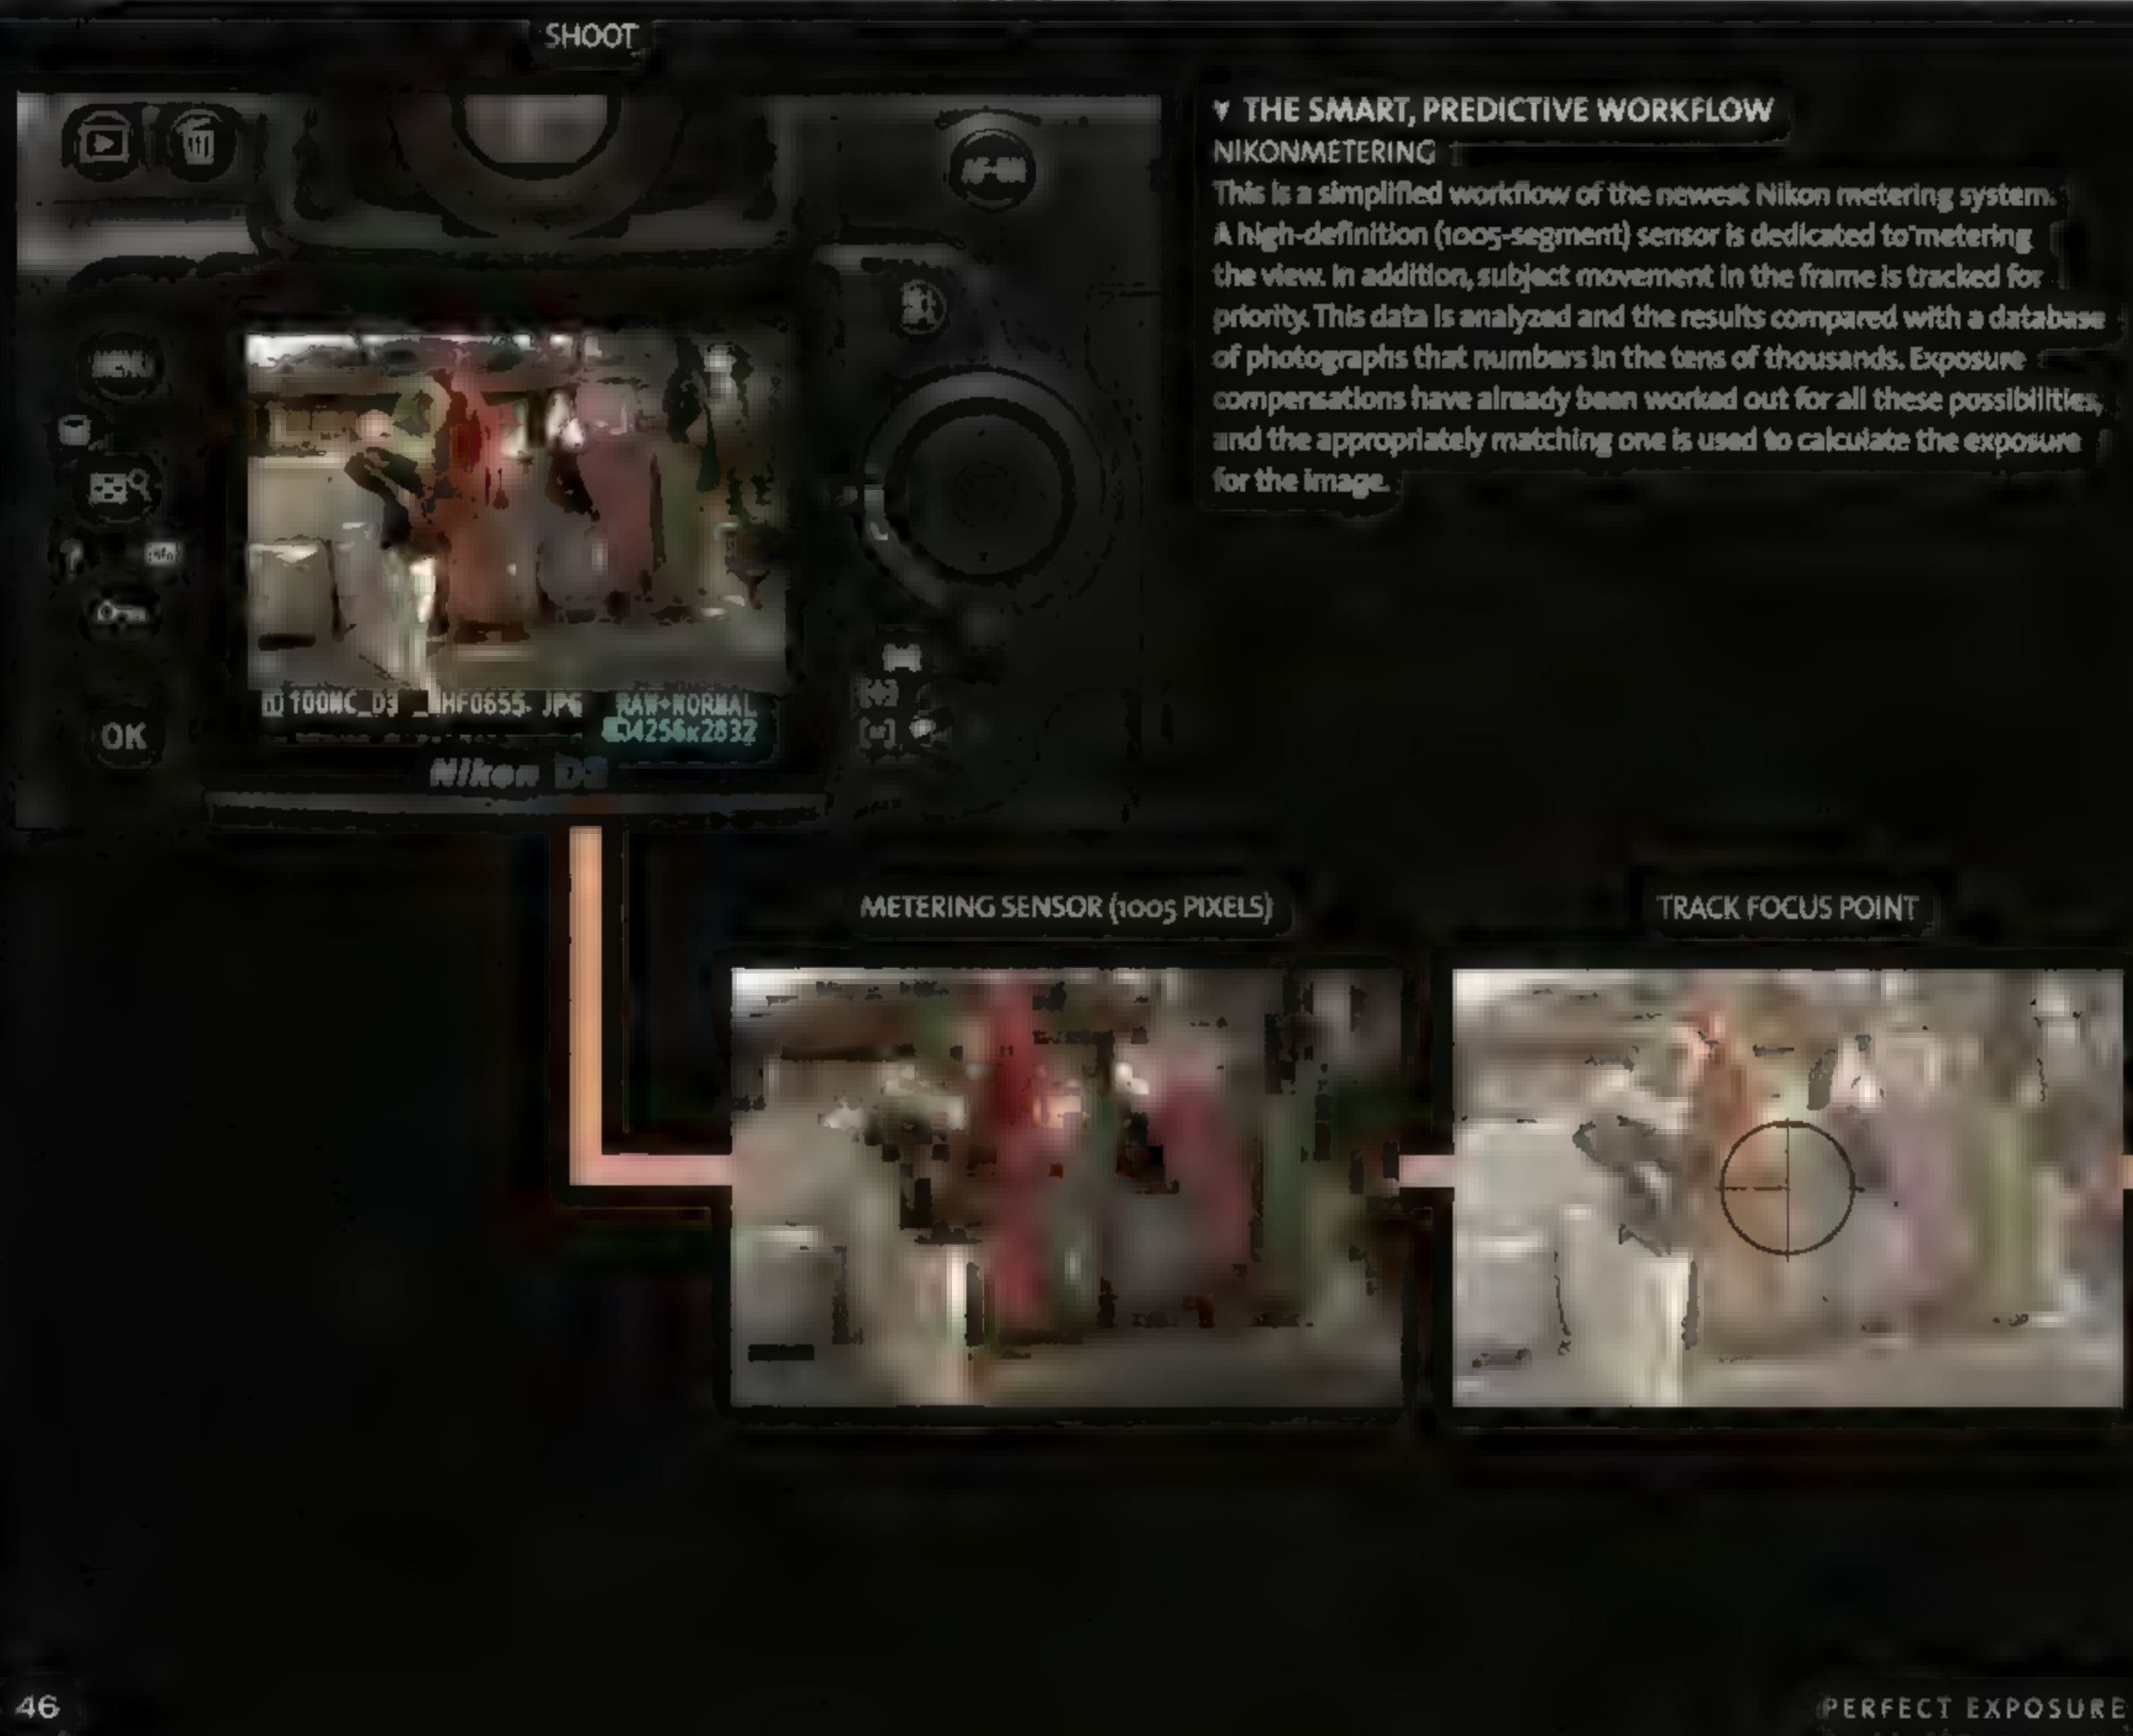 SHOOT
▼ THE SMART, PREDICTIVE WORKFLOW
NIKONMETERING
This is a simplified workflow of the newest Nikon metering system.
A high-definition (1005-segment) sensor is dedicated to metering
the view. In addition, subject movement in the frame is tracked for
priority. This data is analyzed and the results compared with a database
of photographs that numbers in the tens of thousands. Exposure
compensations have already been worked out for all these possibilities,
and the appropriately matching one is used to calculate the exposure
for the image.
MENU
OK
100NC_D3 _HF0655. JPG RAW+NORMAL
4256x2832
Nikon D3
METERING SENSOR (1005 PIXELS)
TRACK FOCUS POINT
46
PERFECT EXPOSURE